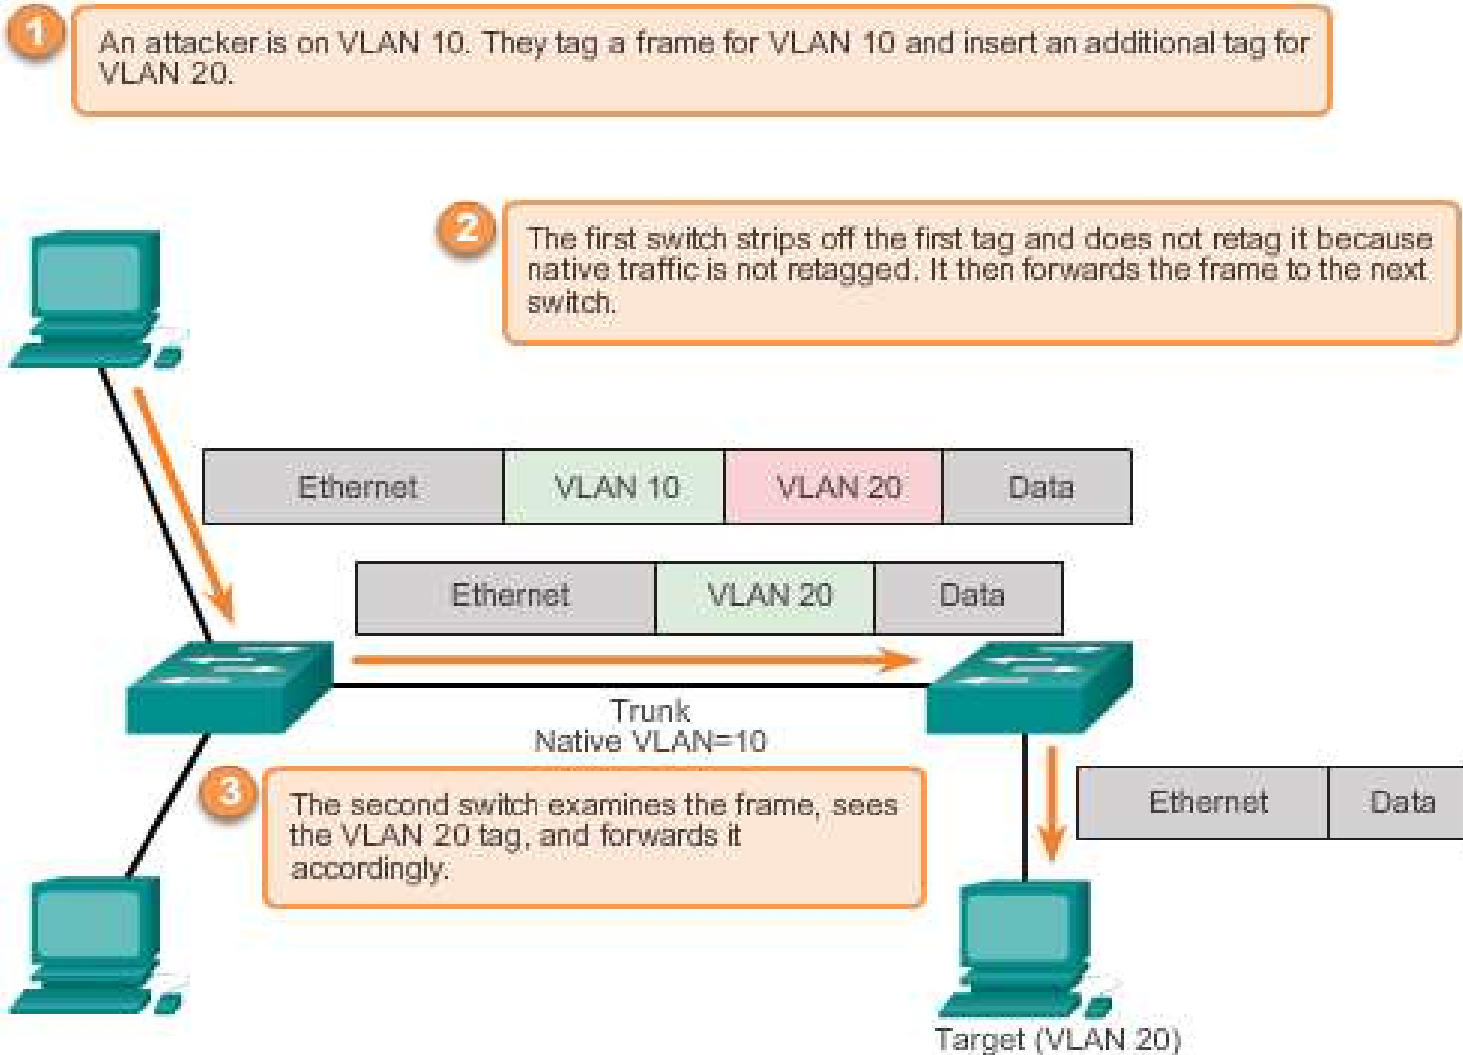 1
An attacker is on VLAN 10. They tag a frame for VLAN 10 and insert an additional tag for
VLAN 20.
2
The first switch strips off the first tag and does not retag it because
native traffic is not retagged. It then forwards the frame to the next
switch.
Ethernet VLAN 10 VLAN 20 Data
Ethernet VLAN 20 Data
Trunk
Native VLAN=10
3
The second switch examines the frame, sees
the VLAN 20 tag, and forwards it
accordingly.
Ethernet Data
Target (VLAN 20)